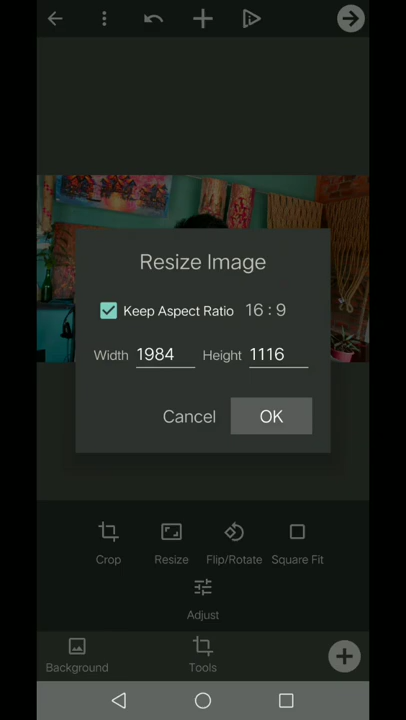 Resize Image
Keep Aspect Ratio 16 : 9
Width 1984 Height 1116
Cancel OK
Crop Resize Flip/Rotate Square Fit
Adjust
Background Tools